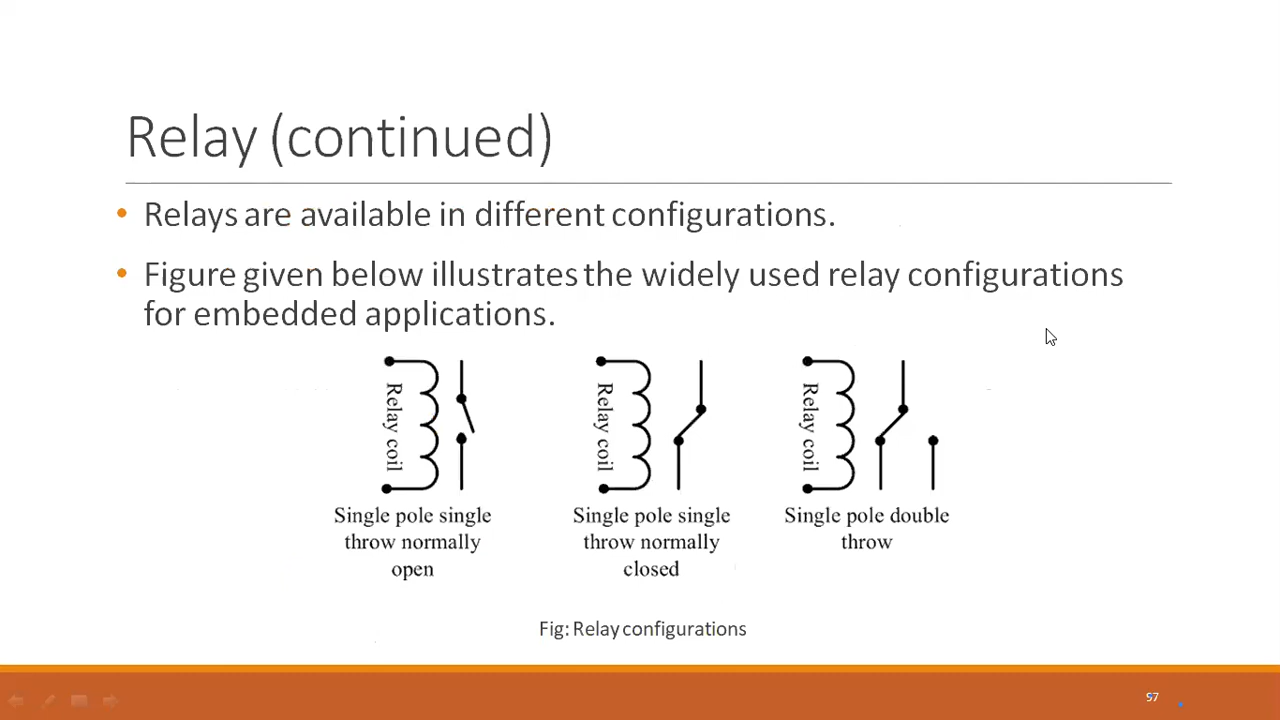 Relay (continued)
• Relays are available in different configurations.
• Figure given below illustrates the widely used relay configurations
for embedded applications.
Relay coil
Relay coil
Relay coil
Single pole single
throw normally
open
Single pole single
throw normally
closed
Single pole double
throw
Fig: Relay configurations
57